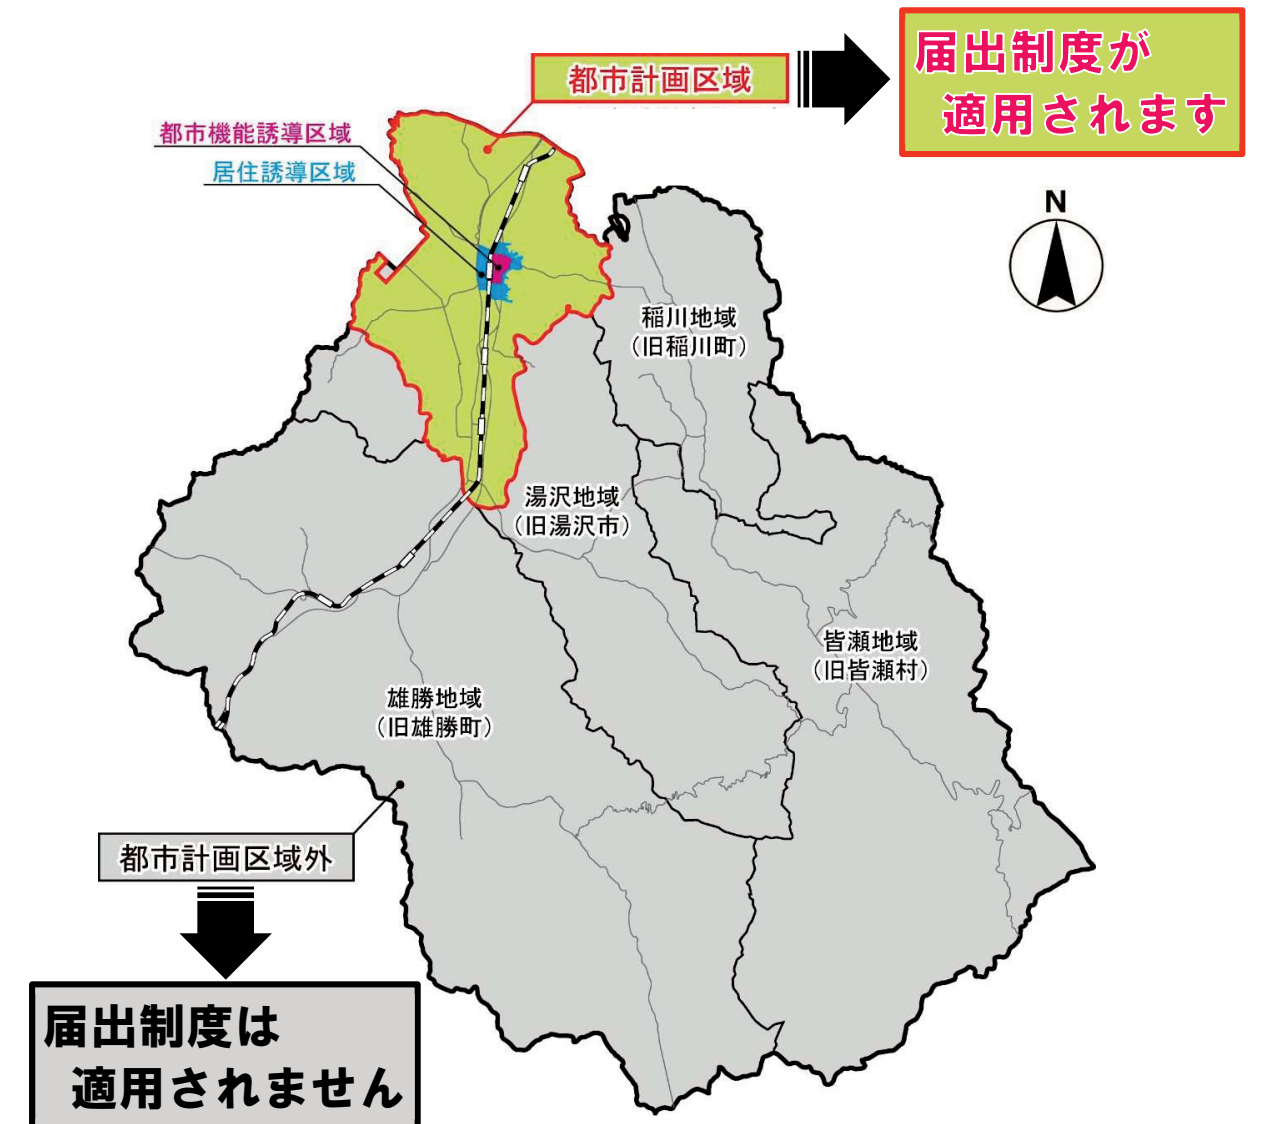 届出制度が
適用されます
都市計画区域
都市機能誘導区域
居住誘導区域
N
稲川地域
（旧稲川町）
湯沢地域
（旧湯沢市）
皆瀬地域
（旧皆瀬村）
雄勝地域
（旧雄勝町）
都市計画区域外
届出制度は
適用されません